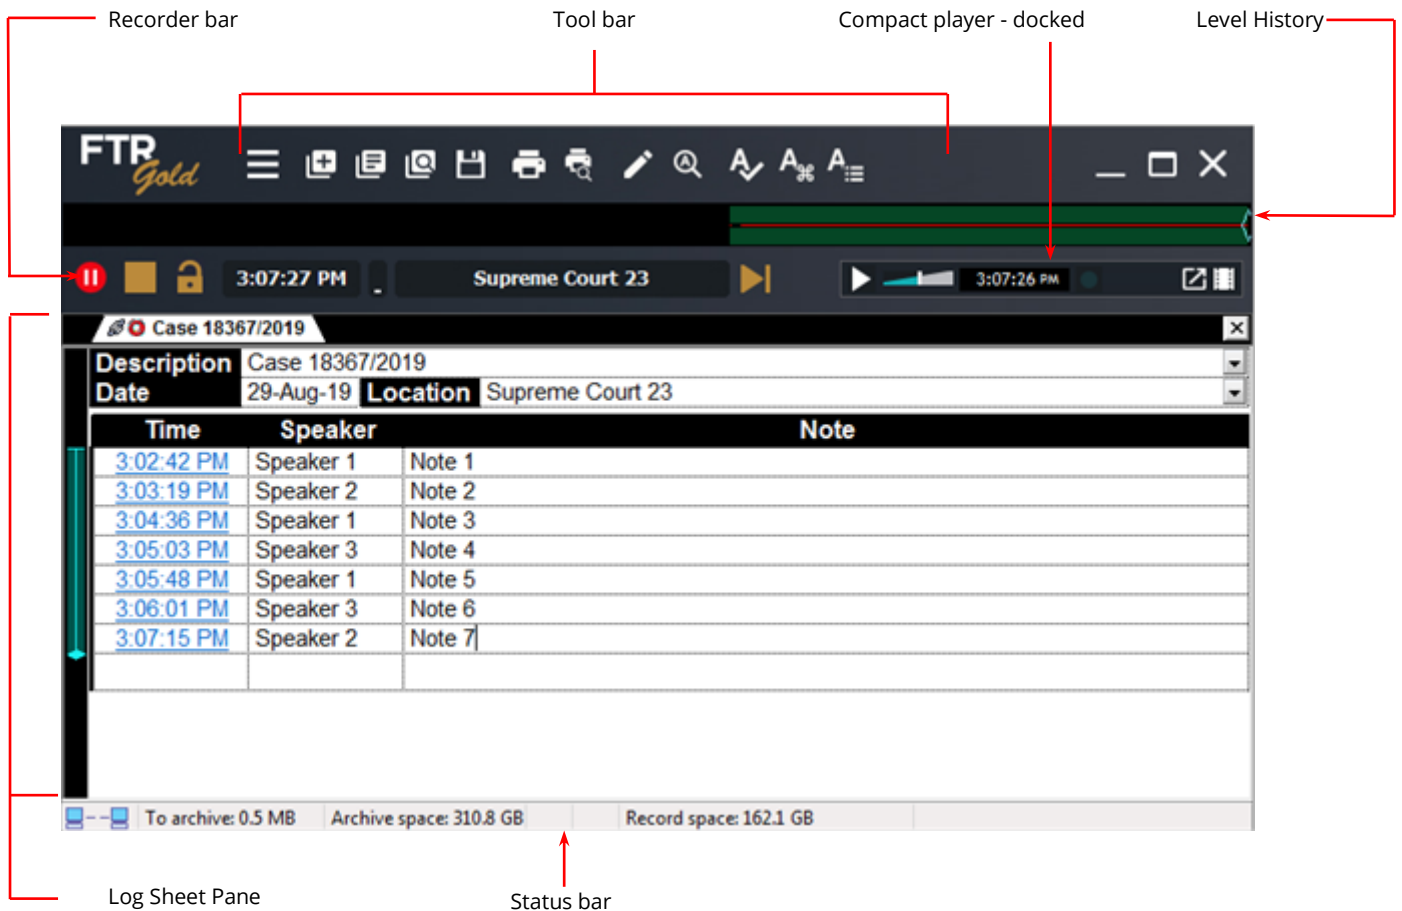 Recorder bar Tool bar Compact player - docked Level History
FTR
Gold
3:07:27 PM - Supreme Court 23 3:07:26 PM
Case 18367/2019
Description Case 18367/2019
Date 29-Aug-19 Location Supreme Court 23
Time Speaker Note
3:02:42 PM Speaker 1 Note 1
3:03:19 PM Speaker 2 Note 2
3:04:36 PM Speaker 1 Note 3
3:05:03 PM Speaker 3 Note 4
3:05:48 PM Speaker 1 Note 5
3:06:01 PM Speaker 3 Note 6
3:07:15 PM Speaker 2 Note 7
To archive: 0.5 MB Archive space: 310.8 GB Record space: 162.1 GB
Log Sheet Pane Status bar